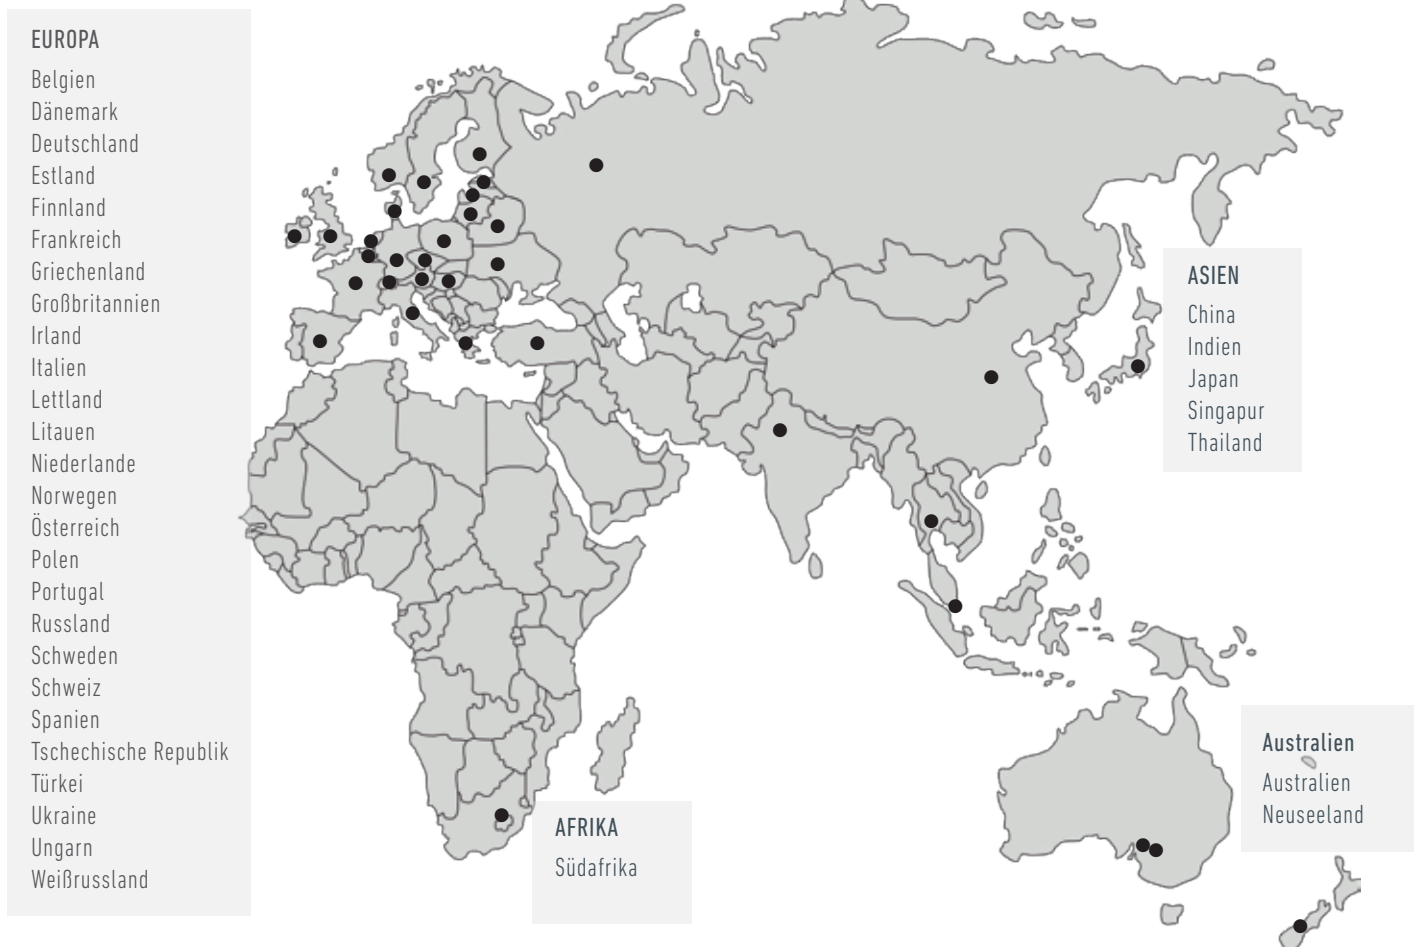 EUROPA
Belgien
Dänemark
Deutschland
Estland
Finnland
Frankreich
Griechenland
Großbritannien
Irland
Italien
Lettland
Litauen
Niederlande
Norwegen
Österreich
Polen
Portugal
Russland
Schweden
Schweiz
Spanien
Tschechische Republik
Türkei
Ukraine
Ungarn
Weißrussland
ASIEN
China
Indien
Japan
Singapur
Thailand
Australien
Australien
Neuseeland
AFRIKA
Südafrika